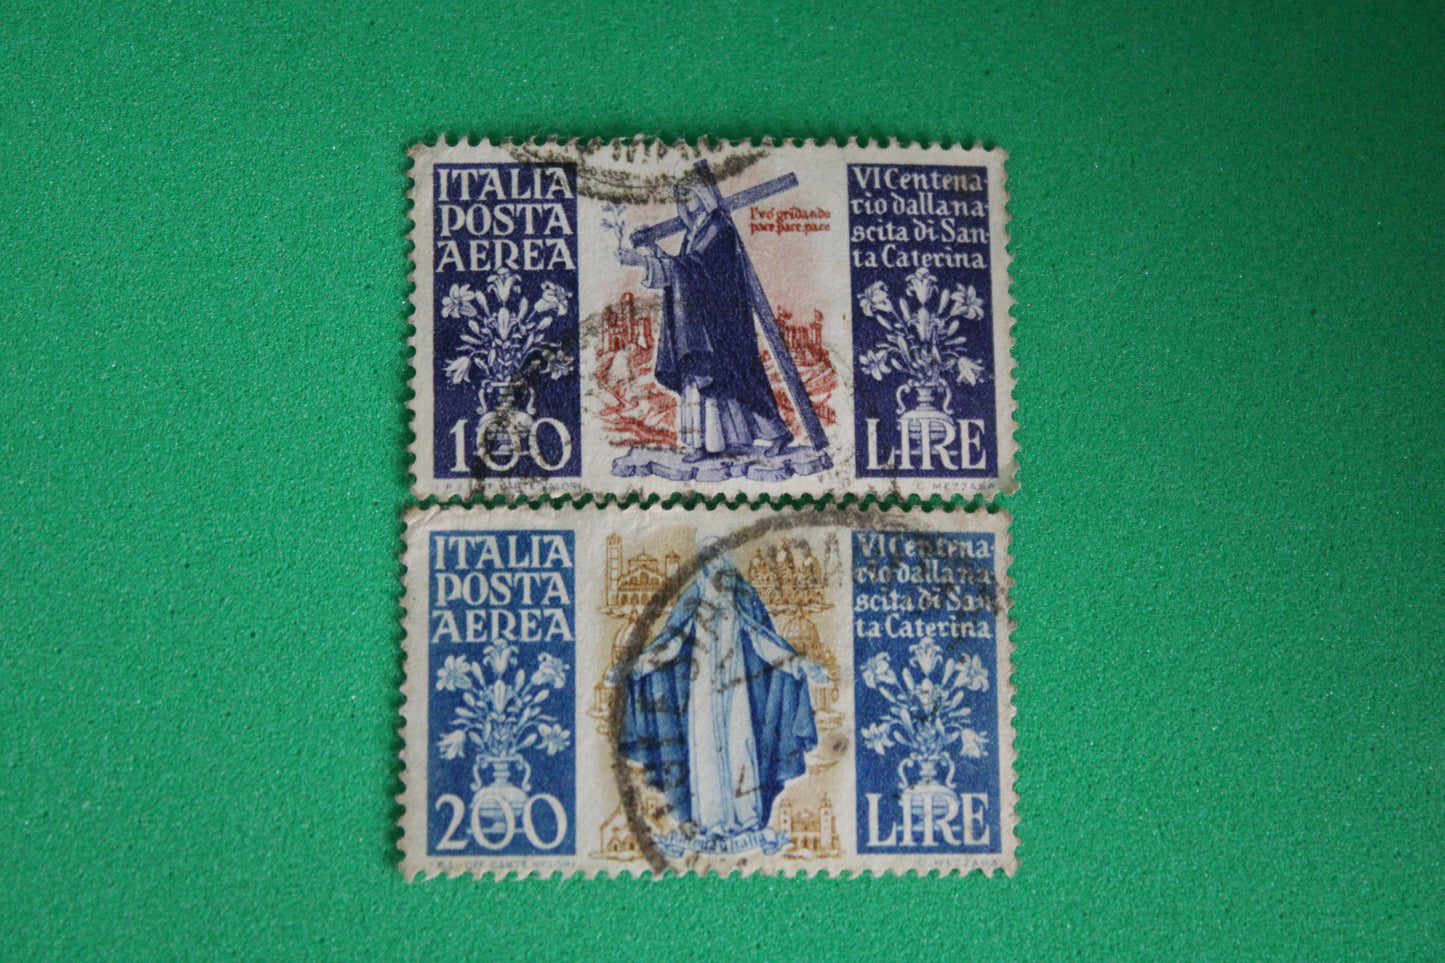 ITALIA
POSTA
AEREA
100
I'vo gridando
pace, pace, pace
VI Centena-
rio dalla na-
scita di San-
ta Caterina
LIRE
C. MEZZANA
ITALIA
POSTA
AEREA
200
VI Centena-
rio dalla na-
scita di San-
ta Caterina
LIRE
C. MEZZANA